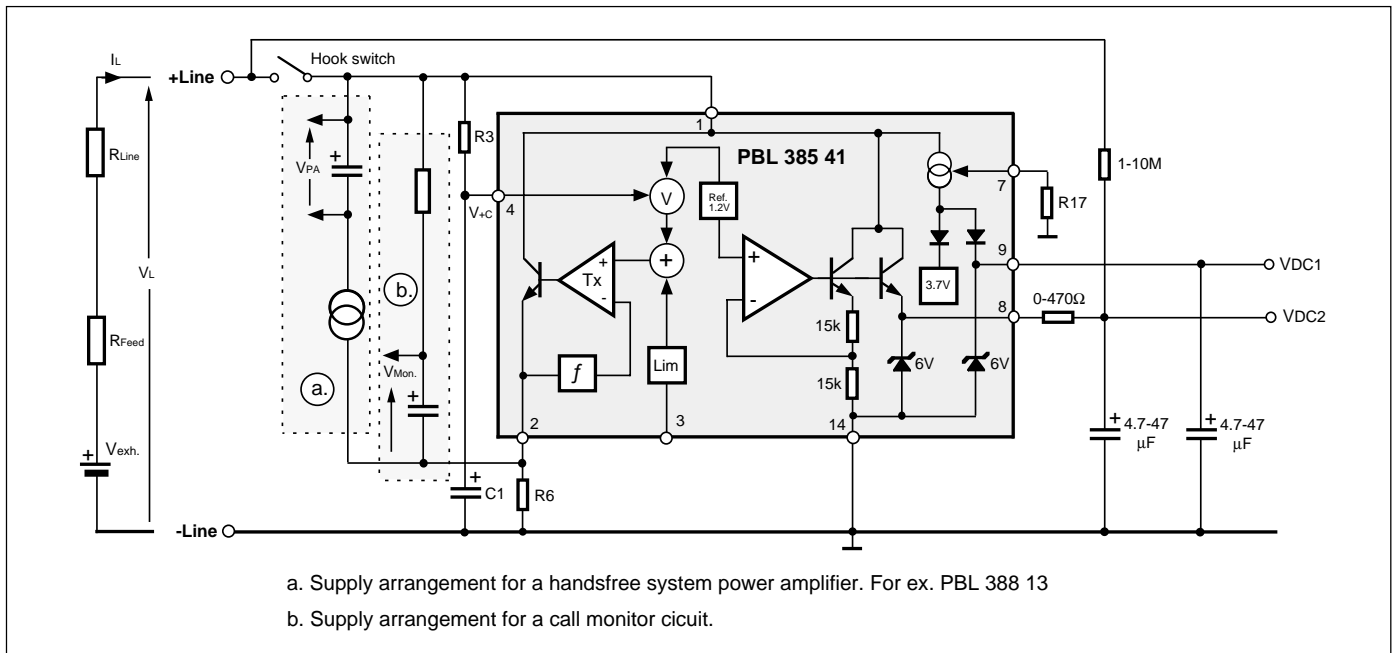 Hook switch
IL
+Line
1
R3
PBL 385 41
1-10M
RLine
VPA
V
Ref.
1.2V
7
R17
4
V+C
+
+
Tx
-
+
-
9
VDC1
3.7V
VL
b.
0-470Ω
8
VDC2
15k
RFeed
f
Lim
6V
6V
VMon.
15k
a.
+
+
+ 4.7-47
µF
+ 4.7-47
µF
2
3
14
+
Vexh.
+
C1
R6
-Line
a. Supply arrangement for a handsfree system power amplifier. For ex. PBL 388 13
b. Supply arrangement for a call monitor cicuit.